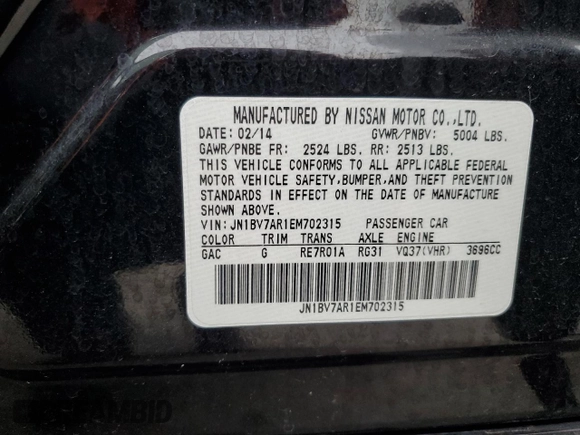 MANUFACTURED BY NISSAN MOTOR CO.,LTD.
DATE: 02/14 GVWR/PNBV: 5004 LBS.
GAWR/PNBE FR: 2524 LBS. RR: 2513 LBS.
THIS VEHICLE CONFORMS TO ALL APPLICABLE FEDERAL
MOTOR VEHICLE SAFETY,BUMPER,AND THEFT PREVENTION
STANDARDS IN EFFECT ON THE DATE OF MANUFACTURE
SHOWN ABOVE.
VIN: JN1BV7AR1EM702315 PASSENGER CAR
COLOR TRIM TRANS AXLE ENGINE
GAC G RE7R01A RG31 VQ37(VHR) 3696CC
JN1BV7AR1EM702315